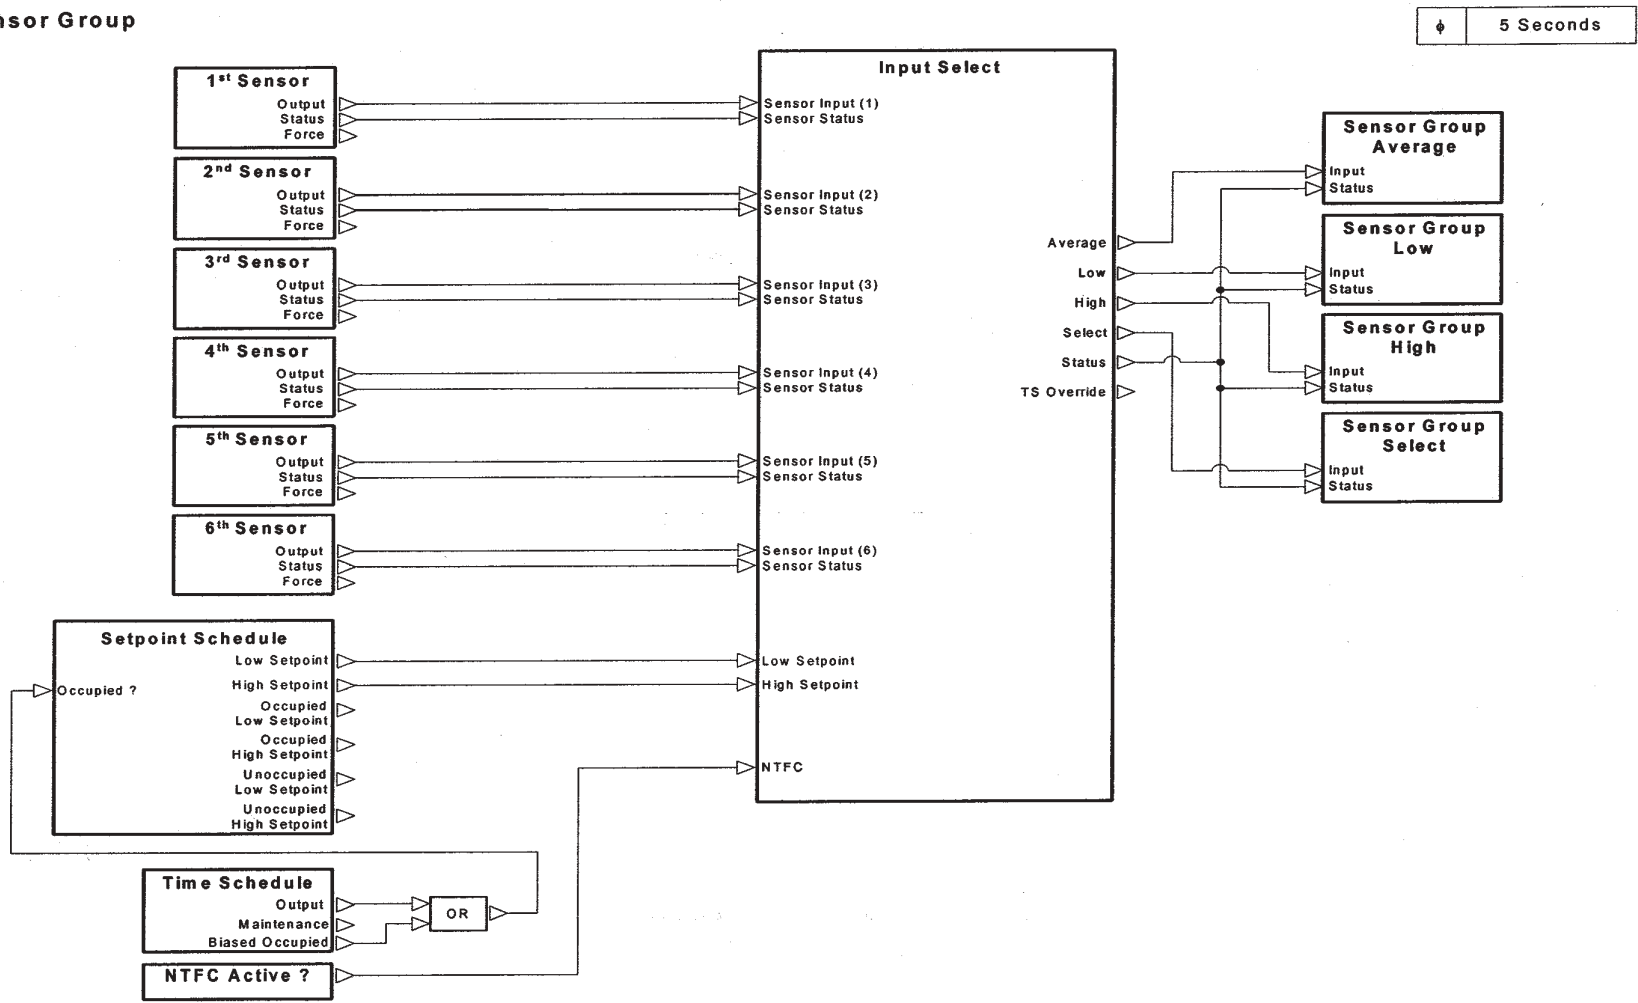 nsor Group
ϕ 5 Seconds
1st Sensor
Output
Status
Force
2nd Sensor
Output
Status
Force
3rd Sensor
Output
Status
Force
4th Sensor
Output
Status
Force
5th Sensor
Output
Status
Force
6th Sensor
Output
Status
Force
Setpoint Schedule
Low Setpoint
High Setpoint
Occupied ?
Occupied
Low Setpoint
Occupied
High Setpoint
Unoccupied
Low Setpoint
Unoccupied
High Setpoint
Time Schedule
Output
Maintenance
Biased Occupied
OR
NTFC Active ?
Input Select
Sensor Input (1)
Sensor Status
Sensor Input (2)
Sensor Status
Sensor Input (3)
Sensor Status
Sensor Input (4)
Sensor Status
Sensor Input (5)
Sensor Status
Sensor Input (6)
Sensor Status
Low Setpoint
High Setpoint
NTFC
Average
Low
High
Select
Status
TS Override
Sensor Group
Average
Input
Status
Sensor Group
Low
Input
Status
Sensor Group
High
Input
Status
Sensor Group
Select
Input
Status